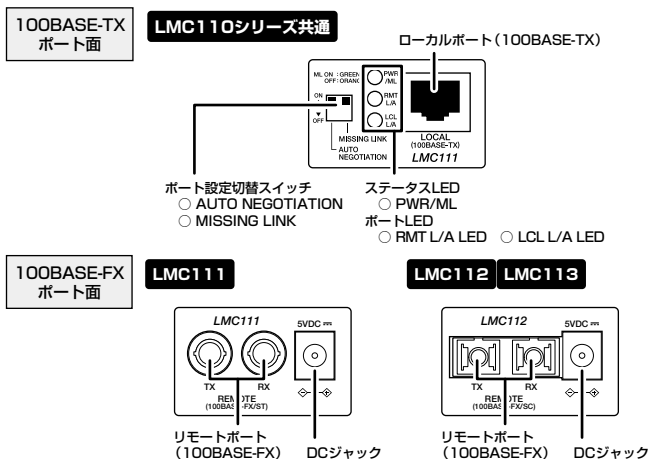 100BASE-TX
ポート面
LMC110シリーズ共通
ローカルポート（100BASE-TX）
ML ON : GREEN
OFF: ORANGE
PWR
/ML
RMT
L/A
LCL
L/A
ON
OFF
MISSING LINK
AUTO
NEGOTIATION
LOCAL
(100BASE-TX)
LMC111
ポート設定切替スイッチ
○ AUTO NEGOTIATION
○ MISSING LINK
ステータスLED
○ PWR/ML
ポートLED
○ RMT L/A LED ○ LCL L/A LED
100BASE-FX
ポート面
LMC111
LMC112 LMC113
LMC111
5VDC
TX RX
REMOTE
(100BASE-FX/ST)
リモートポート
（100BASE-FX）
DCジャック
LMC112
5VDC
TX RX
REMOTE
(100BASE-FX/SC)
リモートポート
（100BASE-FX）
DCジャック